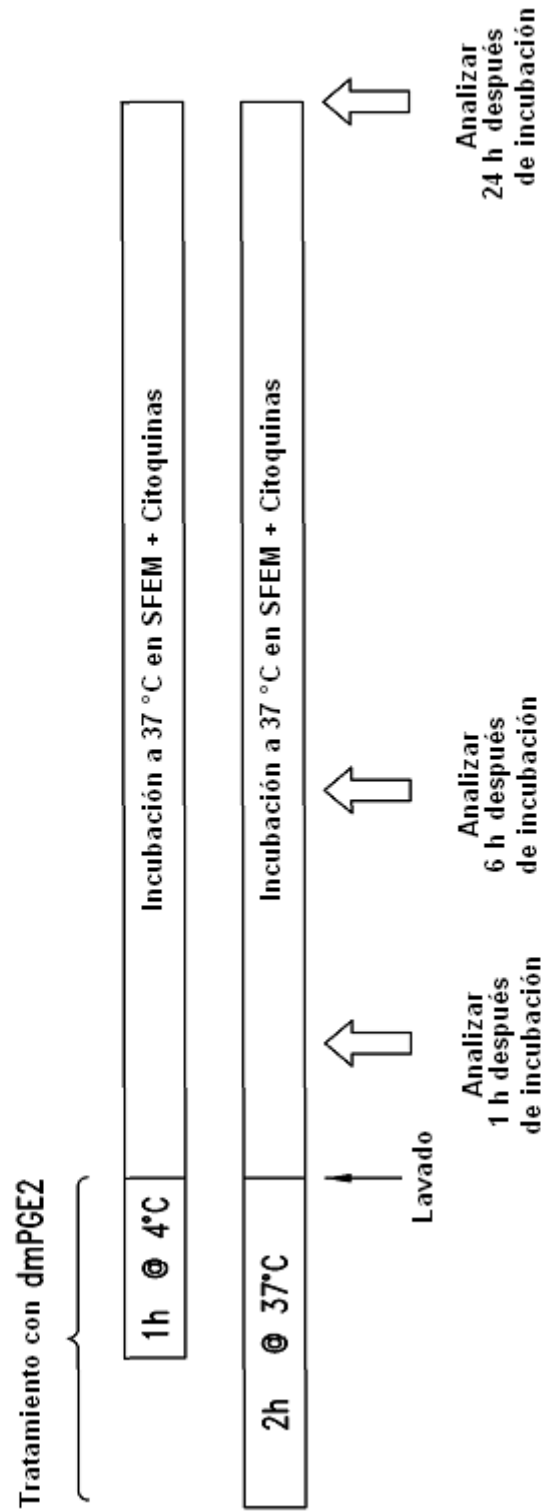 Tratamiento con dmPGE2
1h @ 4°C
Incubación a 37 °C en SFEM + Citoquinas
2h @ 37°C
Incubación a 37 °C en SFEM + Citoquinas
Lavado
Analizar
1 h después
de incubación
Analizar
6 h después
de incubación
Analizar
24 h después
de incubación